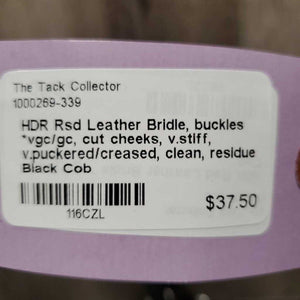 The Tack Collector
1000269-339
HDR Rsd Leather Bridle, buckles
*vgc/gc, cut cheeks, v.stiff,
v.puckered/creased, clean, residue
Black Cob
116CZL
$37.50